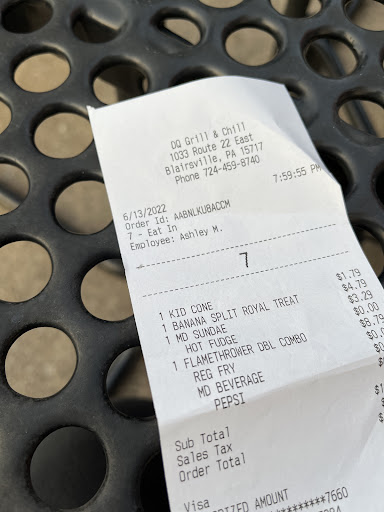 DQ Grill & Chill
1033 Route 22 East
Blairsville, PA 15717
Phone 724-459-8740
6/13/2022 7:59:55 PM
Order Id: AABNLKUBACCM
7 - Eat In
Employee: Ashley M.
7
1 KID CONE $1.79
1 BANANA SPLIT ROYAL TREAT $4.79
1 MD SUNDAE $3.29
HOT FUDGE $0.00
1 FLAMETHROWER DBL COMBO
REG FRY
MD BEVERAGE
PEPSI
Sub Total
Sales Tax
Order Total
Visa
AMOUNT
********7660